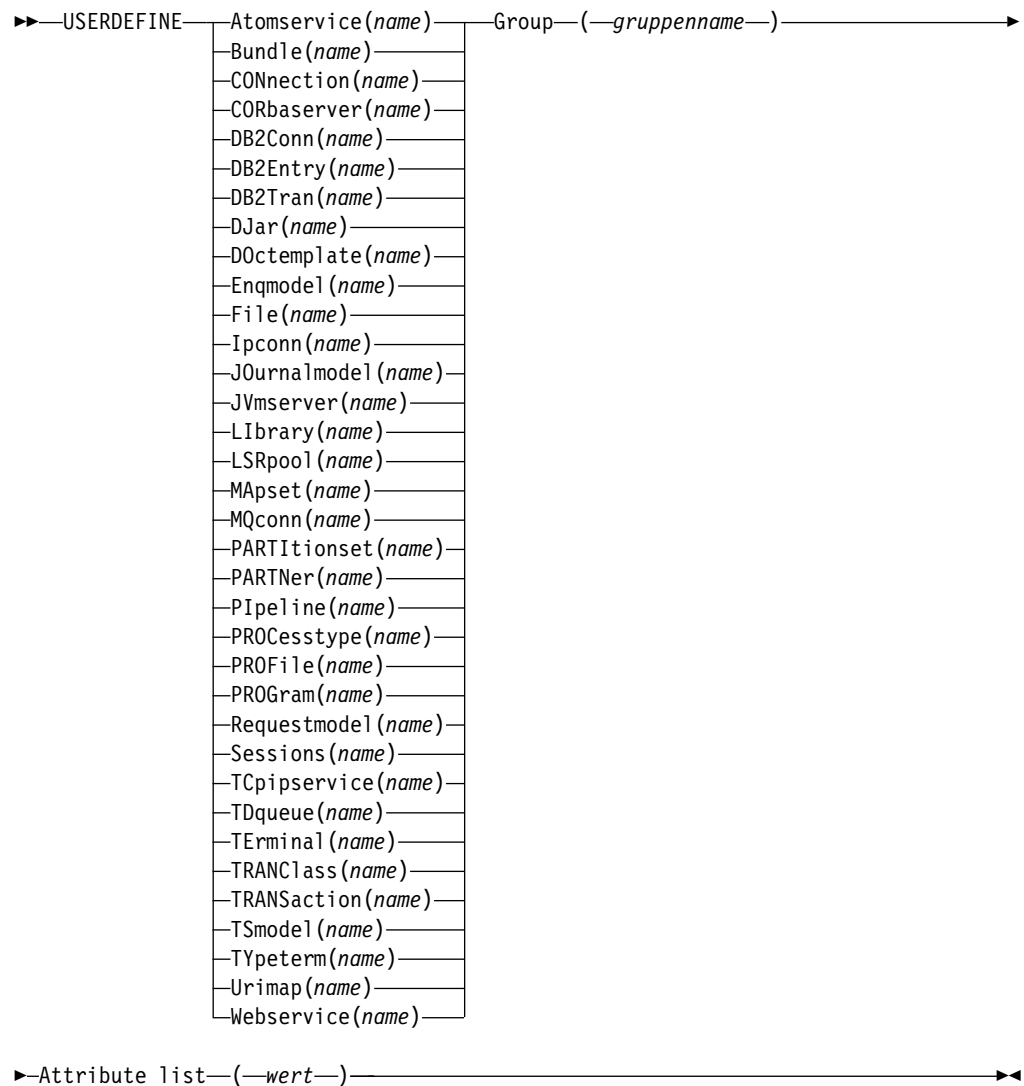 USERDEFINE Atomservice(name) Group ( gruppenname )
Bundle(name)
CONnection(name)
CORbaserver(name)
DB2Conn(name)
DB2Entry(name)
DB2Tran(name)
DJar(name)
DOctemplate(name)
Enqmodel(name)
File(name)
Ipconn(name)
JOurnalmodel(name)
JVmserver(name)
LIbrary(name)
LSRpool(name)
MApset(name)
MQconn(name)
PARTItionset(name)
PARTNer(name)
PIpeline(name)
PROCesstype(name)
PROFile(name)
PROGram(name)
Requestmodel(name)
Sessions(name)
TCpipservice(name)
TDqueue(name)
TErminal(name)
TRANClass(name)
TRANSaction(name)
TSmodel(name)
TYpeterm(name)
Urimap(name)
Webservice(name)
Attribute list ( wert )